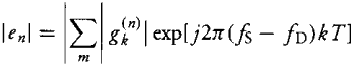 |e_n| = |∑_m |g_k^{(n)}| exp[j2π(f_S − f_D)kT]